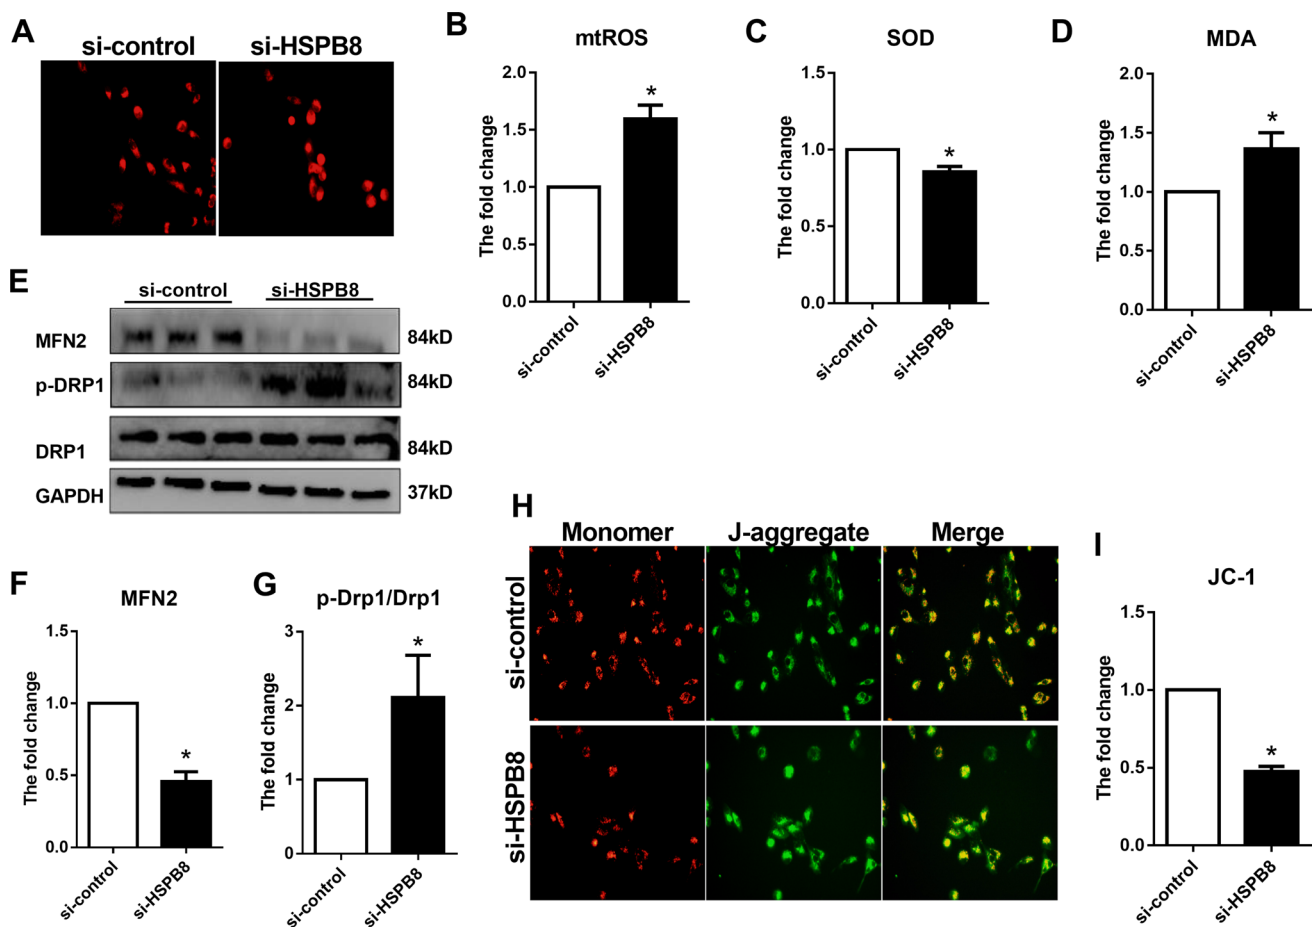 A
si-control
si-HSPB8
B
mtROS
The fold change
2.0
1.5
1.0
0.5
0.0
*
si-control
si-HSPB8
C
SOD
The fold change
1.5
1.0
0.5
0.0
*
si-control
si-HSPB8
D
MDA
The fold change
2.0
1.5
1.0
0.5
0.0
*
si-control
si-HSPB8
E
si-control
si-HSPB8
MFN2
84kD
p-DRP1
84kD
DRP1
84kD
GAPDH
37kD
F
MFN2
The fold change
1.5
1.0
0.5
0.0
*
si-control
si-HSPB8
G
p-Drp1/Drp1
The fold change
3
2
1
0
*
si-control
si-HSPB8
H
Monomer
J-aggregate
Merge
si-control
si-HSPB8
I
JC-1
The fold change
1.5
1.0
0.5
0.0
*
si-control
si-HSPB8